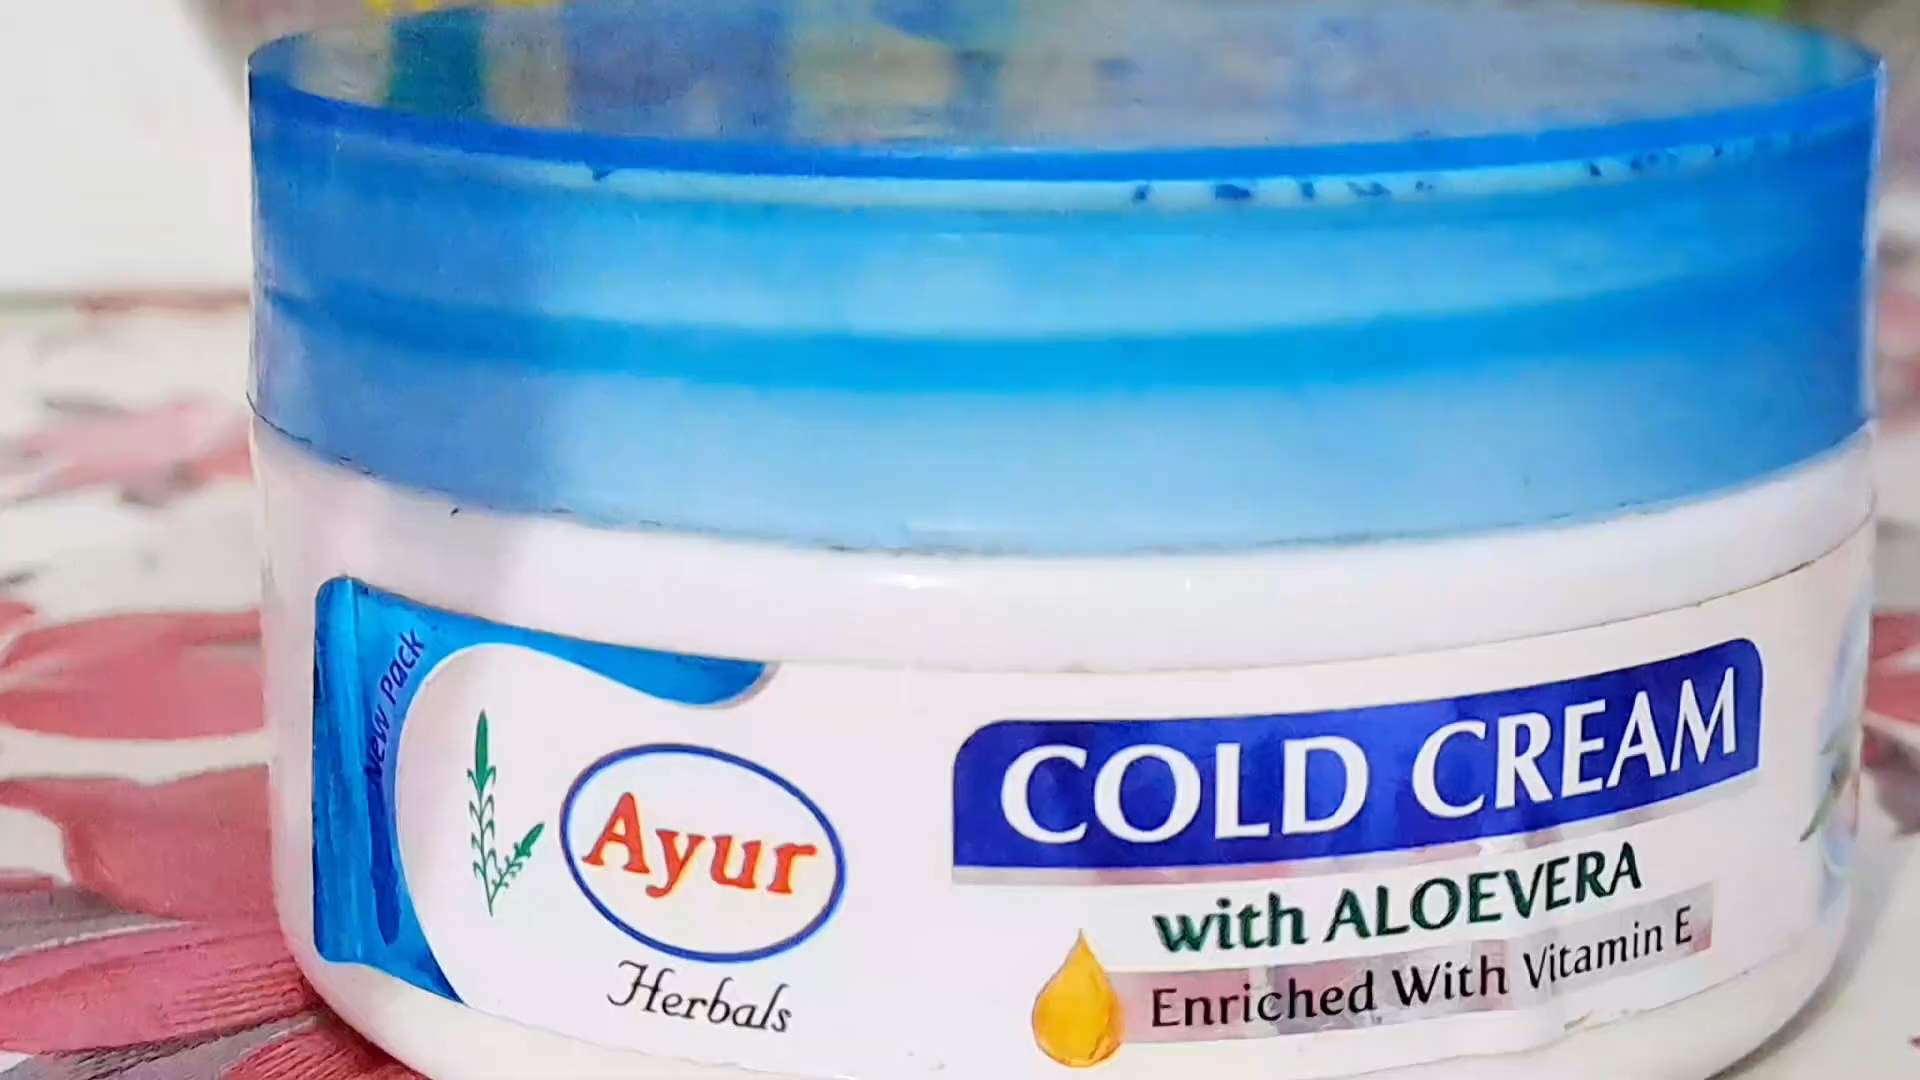 New Pack
Ayur
Herbals
COLD CREAM
with ALOEVERA
Enriched With Vitamin E